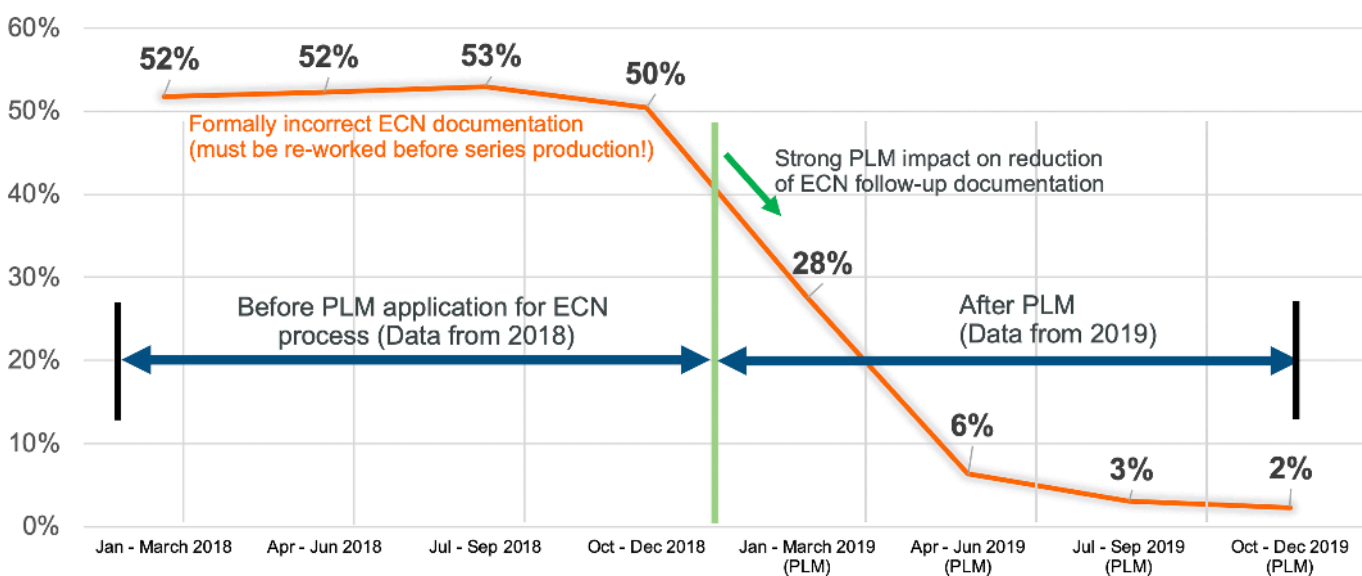 60%
52%
52%
53%
50%
50%
Formally incorrect ECN documentation
(must be re-worked before series production!)
Strong PLM impact on reduction
of ECN follow-up documentation
40%
28%
30%
Before PLM application for ECN
process (Data from 2018)
After PLM
(Data from 2019)
20%
10%
6%
3%
2%
0%
Jan - March 2018
Apr - Jun 2018
Jul - Sep 2018
Oct - Dec 2018
Jan - March 2019
(PLM)
Apr - Jun 2019
(PLM)
Jul - Sep 2019
(PLM)
Oct - Dec 2019
(PLM)